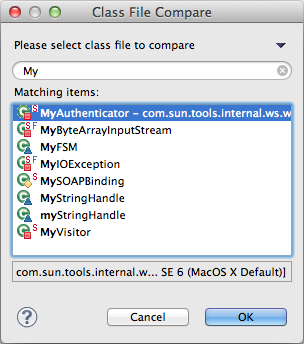 Class File Compare
Please select class file to compare
My
Matching items:
S MyAuthenticator – com.sun.tools.internal.ws.w
S F MyByteArrayInputStream
MyFSM
S F MyIOException
S MySOAPBinding
MyStringHandle
myStringHandle
S MyVisitor
com.sun.tools.internal.w... SE 6 (MacOS X Default)]
? Cancel OK